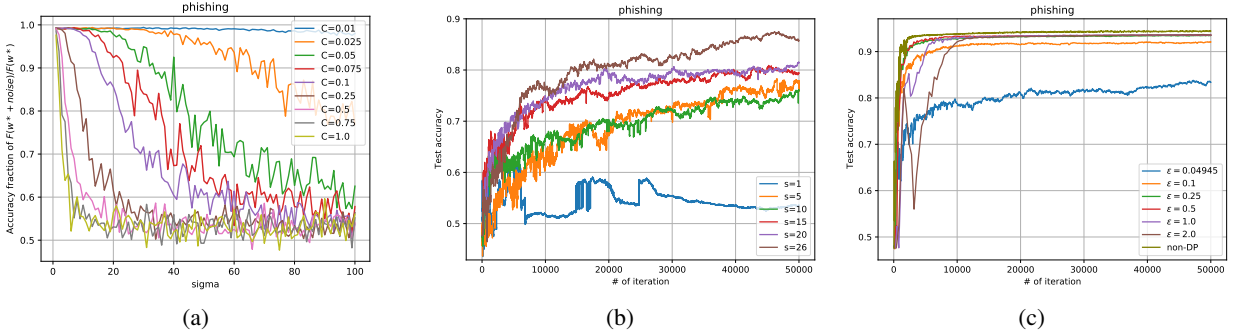 phishing
Accuracy fraction of F(w* + noise)/F(w*)
1.0
0.9
0.8
0.7
0.6
0.5
0
20
40
60
80
100
sigma
C=0.01
C=0.025
C=0.05
C=0.075
C=0.1
C=0.25
C=0.5
C=0.75
C=1.0
(a)
phishing
Test accuracy
0.9
0.8
0.7
0.6
0.5
0
10000
20000
30000
40000
50000
# of iteration
s=1
s=5
s=10
s=15
s=20
s=26
(b)
phishing
Test accuracy
0.9
0.8
0.7
0.6
0.5
0
10000
20000
30000
40000
50000
# of iteration
ε = 0.04945
ε = 0.1
ε = 0.25
ε = 0.5
ε = 1.0
ε = 2.0
non-DP
(c)